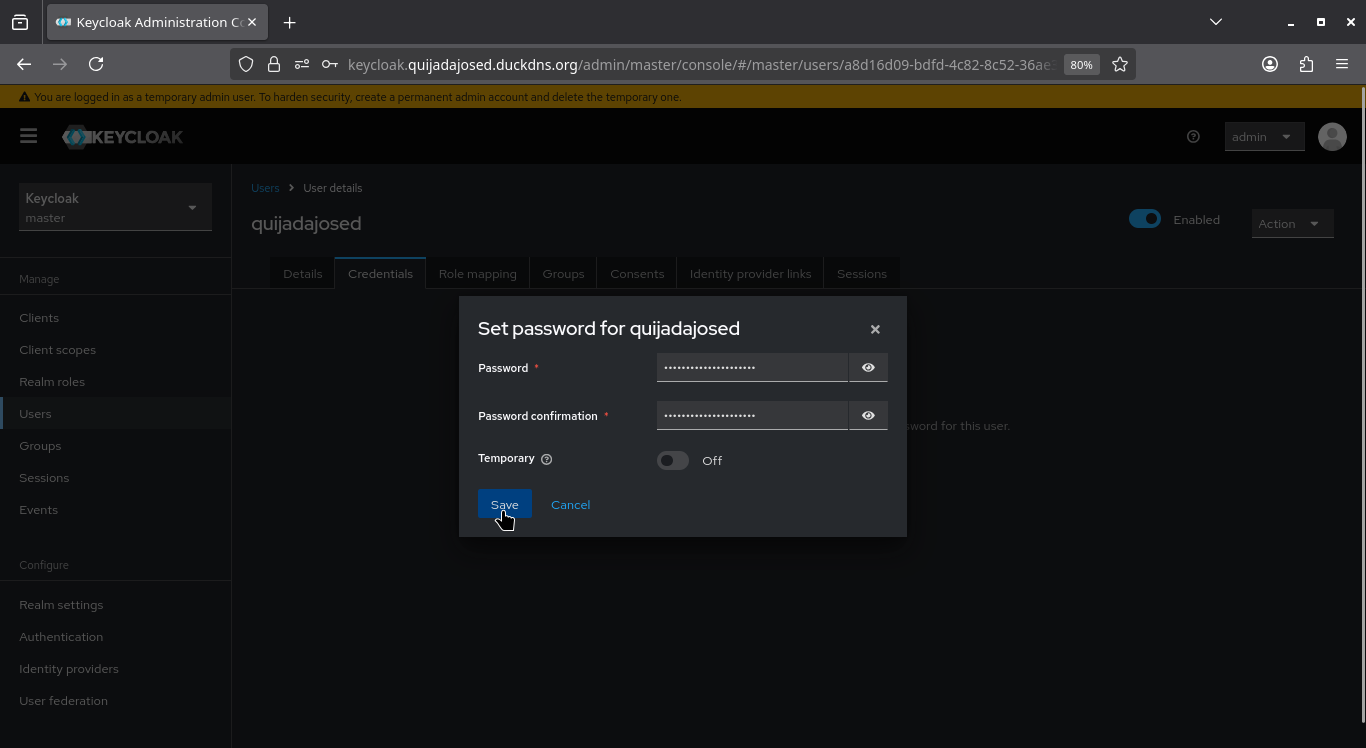 Keycloak Administration Co
keycloak.quijadajosed.duckdns.org/admin/master/console/#/master/users/a8d16d09-bdfd-4c82-8c52-36ae
80%
You are logged in as a temporary admin user. To harden security, create a permanent admin account and delete the temporary one.
KEYCLOAK
admin
Keycloak
master
Users
User details
quijadajosed
Enabled
Action
Details
Credentials
Role mapping
Groups
Consents
Identity provider links
Sessions
Manage
Clients
Client scopes
Realm roles
Users
Groups
Sessions
Events
Configure
Realm settings
Authentication
Identity providers
User federation
Set password for quijadajosed
Password *
Password confirmation *
sword for this user.
Temporary
Off
Save
Cancel